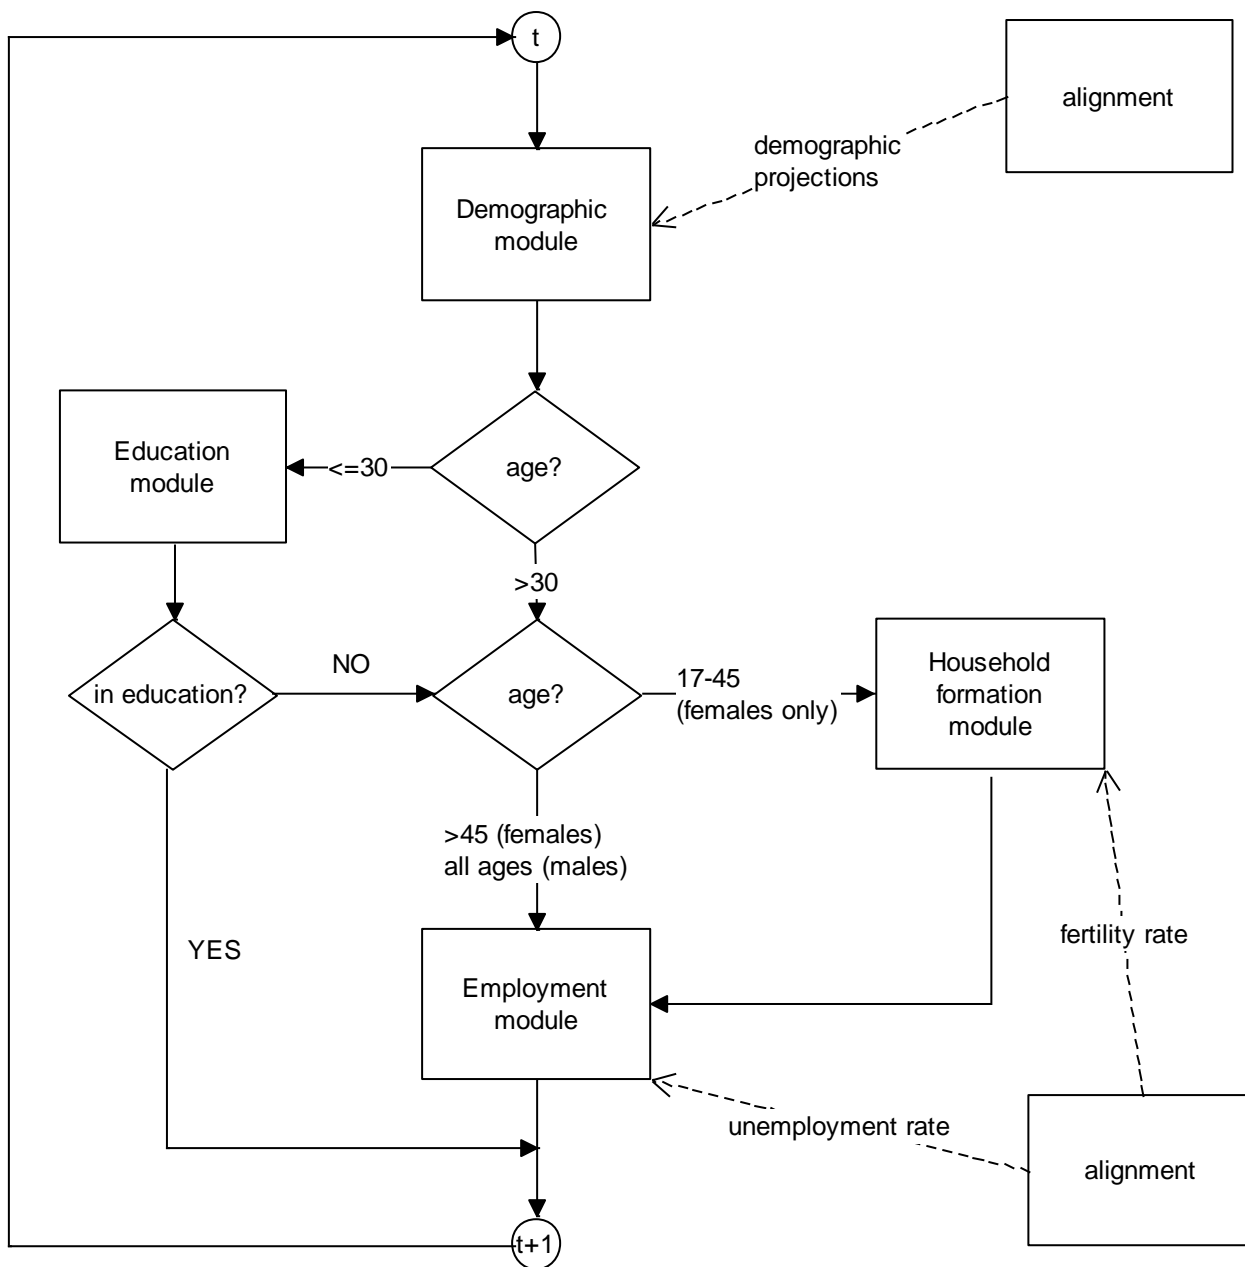 t
alignment
demographic
projections
Demographic
module
Education
module
<=30
age?
>30
in education?
NO
age?
17-45
(females only)
Household
formation
module
>45 (females)
all ages (males)
YES
fertility rate
Employment
module
unemployment rate
alignment
t+1